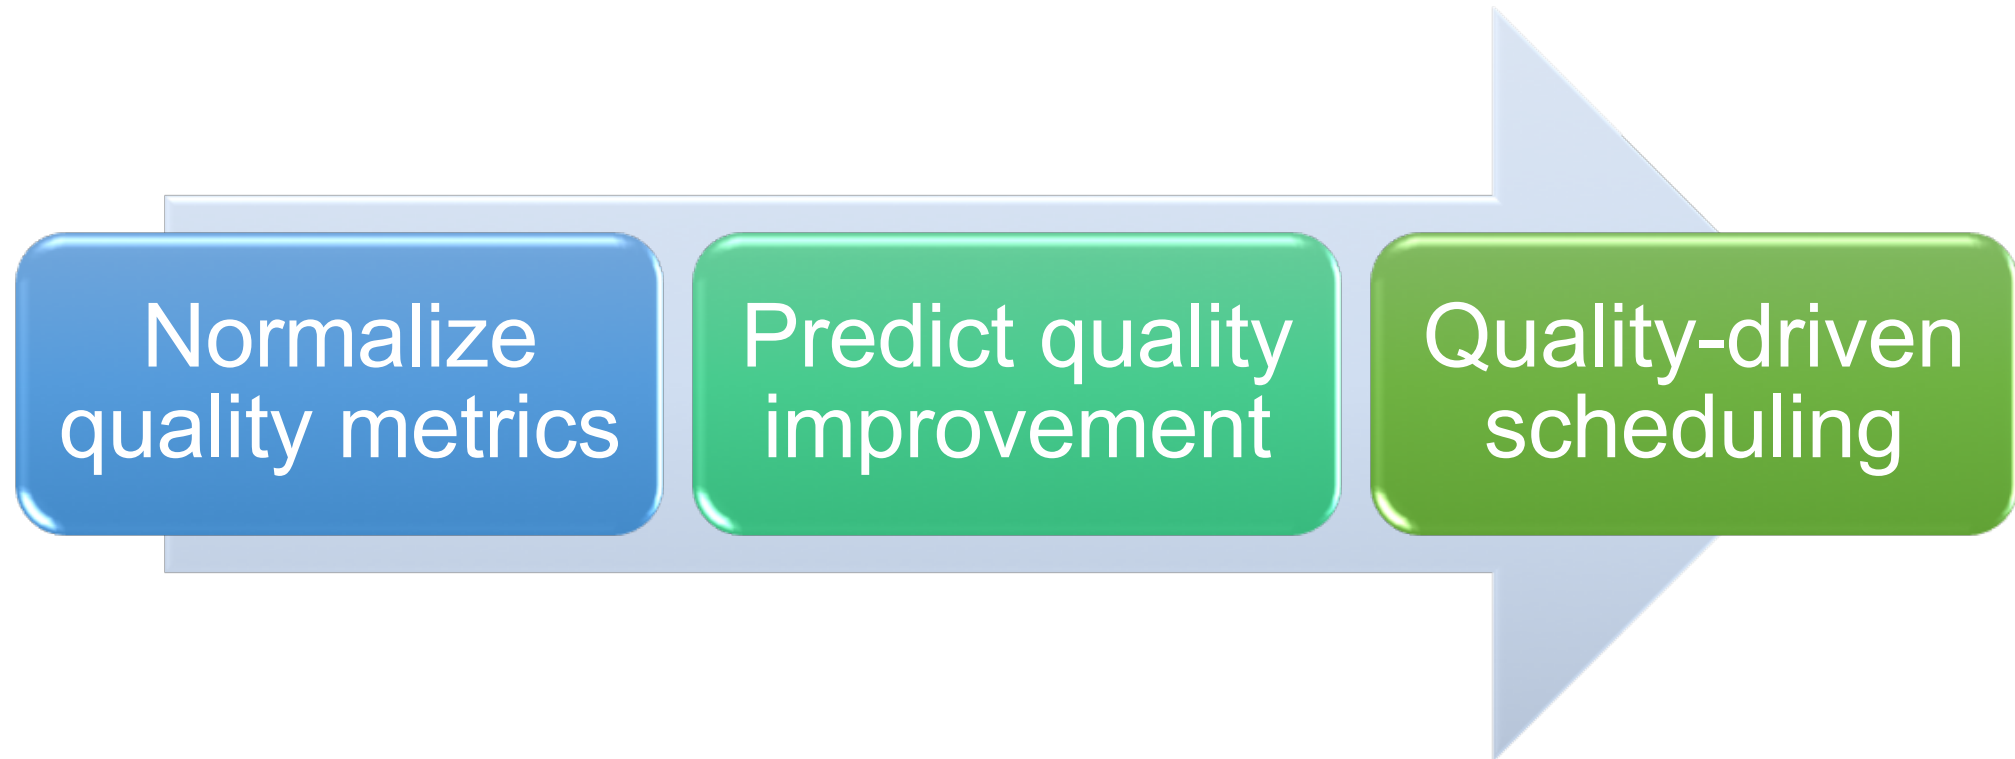 Normalize
quality metrics
Predict quality
improvement
Quality-driven
scheduling